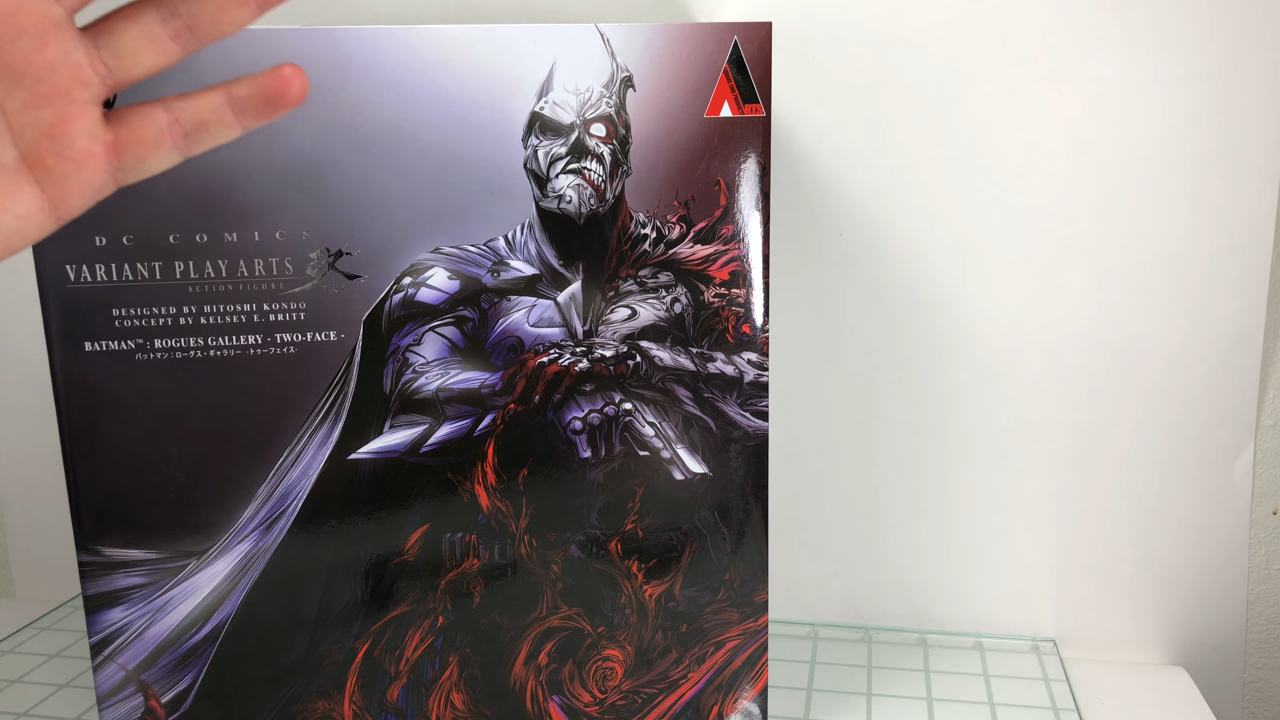 DC COMICS
VARIANT PLAY ARTS 改
ACTION FIGURE
DESIGNED BY HITOSHI KONDO
CONCEPT BY KELSEY E. BRITT
BATMAN™ : ROGUES GALLERY - TWO-FACE -
バットマン：ローグス・ギャラリー -トゥーフェイス-
ARTS